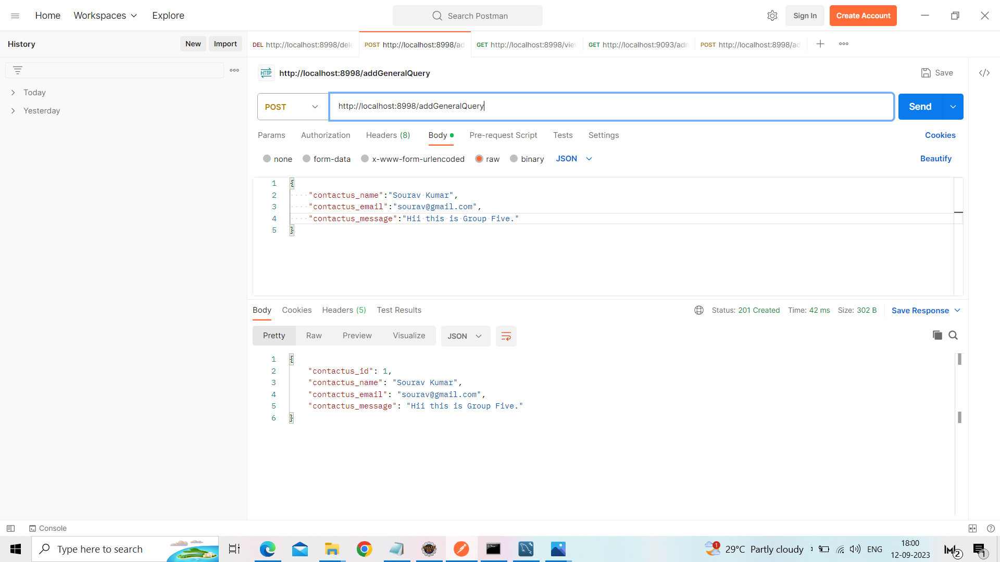 Home Workspaces Explore Search Postman Sign In Create Account
History New Import
DEL http://localhost:8998/dele POST http://localhost:8998/ad GET http://localhost:8998/vie GET http://localhost:9093/adm POST http://localhost:8998/ad
HTTP http://localhost:8998/addGeneralQuery Save </>
Today
Yesterday
POST http://localhost:8998/addGeneralQuery Send
Params Authorization Headers (8) Body Pre-request Script Tests Settings Cookies
none form-data x-www-form-urlencoded raw binary JSON Beautify
1 {
2 "contactus_name":"Sourav Kumar",
3 "contactus_email":"sourav@gmail.com",
4 "contactus_message":"Hii this is Group Five."
5 }
Body Cookies Headers (5) Test Results Status: 201 Created Time: 42 ms Size: 302 B Save Response
Pretty Raw Preview Visualize JSON
1 {
2 "contactus_id": 1,
3 "contactus_name": "Sourav Kumar",
4 "contactus_email": "sourav@gmail.com",
5 "contactus_message": "Hii this is Group Five."
6 }
Console
Type here to search 1 29°C Partly cloudy ENG 18:00 2 1
12-09-2023